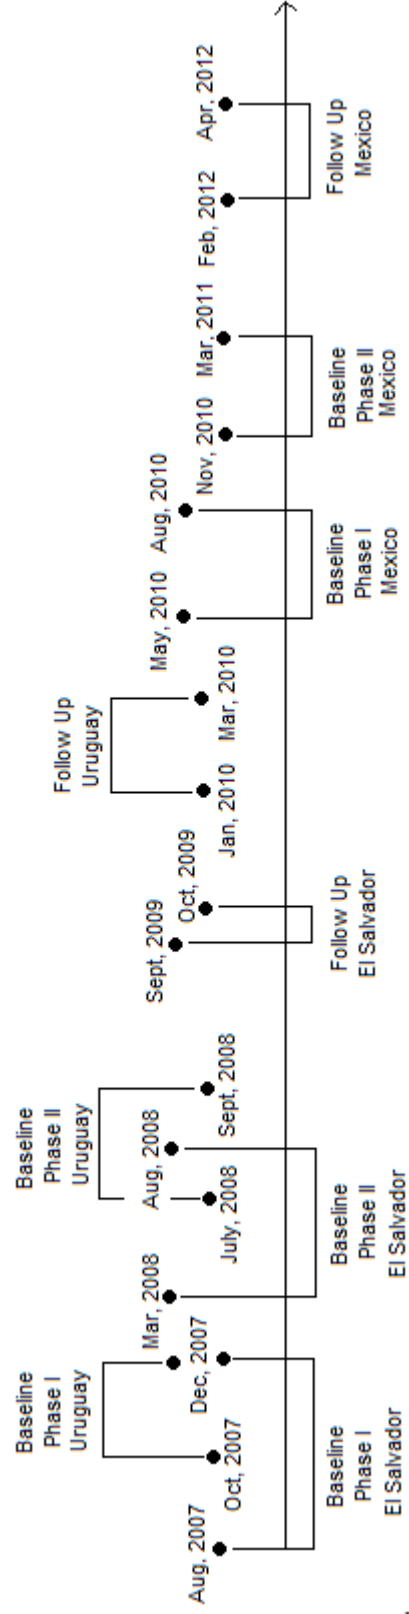 Baseline
Phase I
Uruguay
Baseline
Phase II
Uruguay
Follow Up
Uruguay
Aug, 2007
Oct, 2007
Dec, 2007
Mar, 2008
July, 2008
Aug, 2008
Sept, 2008
Sept, 2009
Oct, 2009
Jan, 2010
Mar, 2010
May, 2010
Aug, 2010
Nov, 2010
Mar, 2011
Feb, 2012
Apr, 2012
Baseline
Phase I
El Salvador
Baseline
Phase II
El Salvador
Follow Up
El Salvador
Baseline
Phase I
Mexico
Baseline
Phase II
Mexico
Follow Up
Mexico